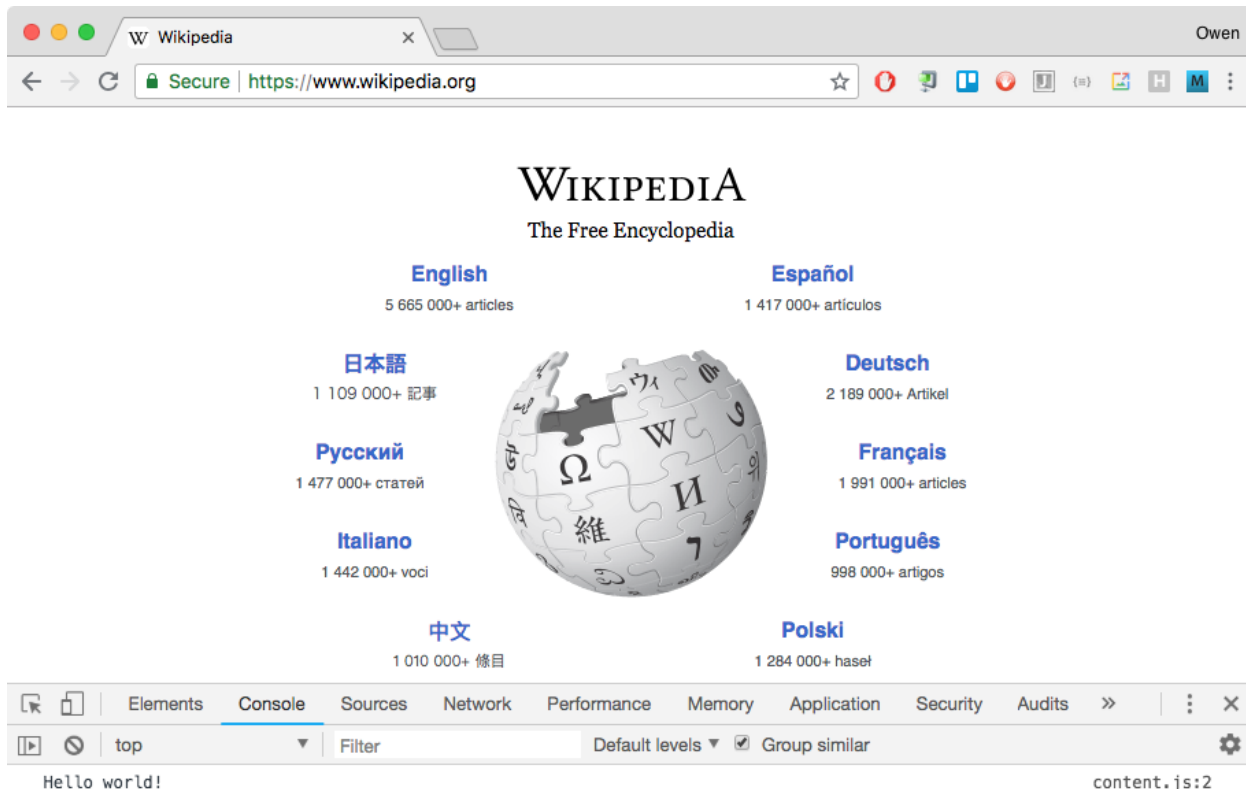 Wikipedia
Owen
Secure | https://www.wikipedia.org
WIKIPEDIA
The Free Encyclopedia
English Español
5 665 000+ articles 1 417 000+ artículos
日本語 Deutsch
1 109 000+ 記事 2 189 000+ Artikel
Русский Français
1 477 000+ статей 1 991 000+ articles
Italiano Português
1 442 000+ voci 998 000+ artigos
中文 Polski
1 010 000+ 條目 1 284 000+ haseł
Elements Console Sources Network Performance Memory Application Security Audits »
top Filter Default levels Group similar
Hello world! content.js:2